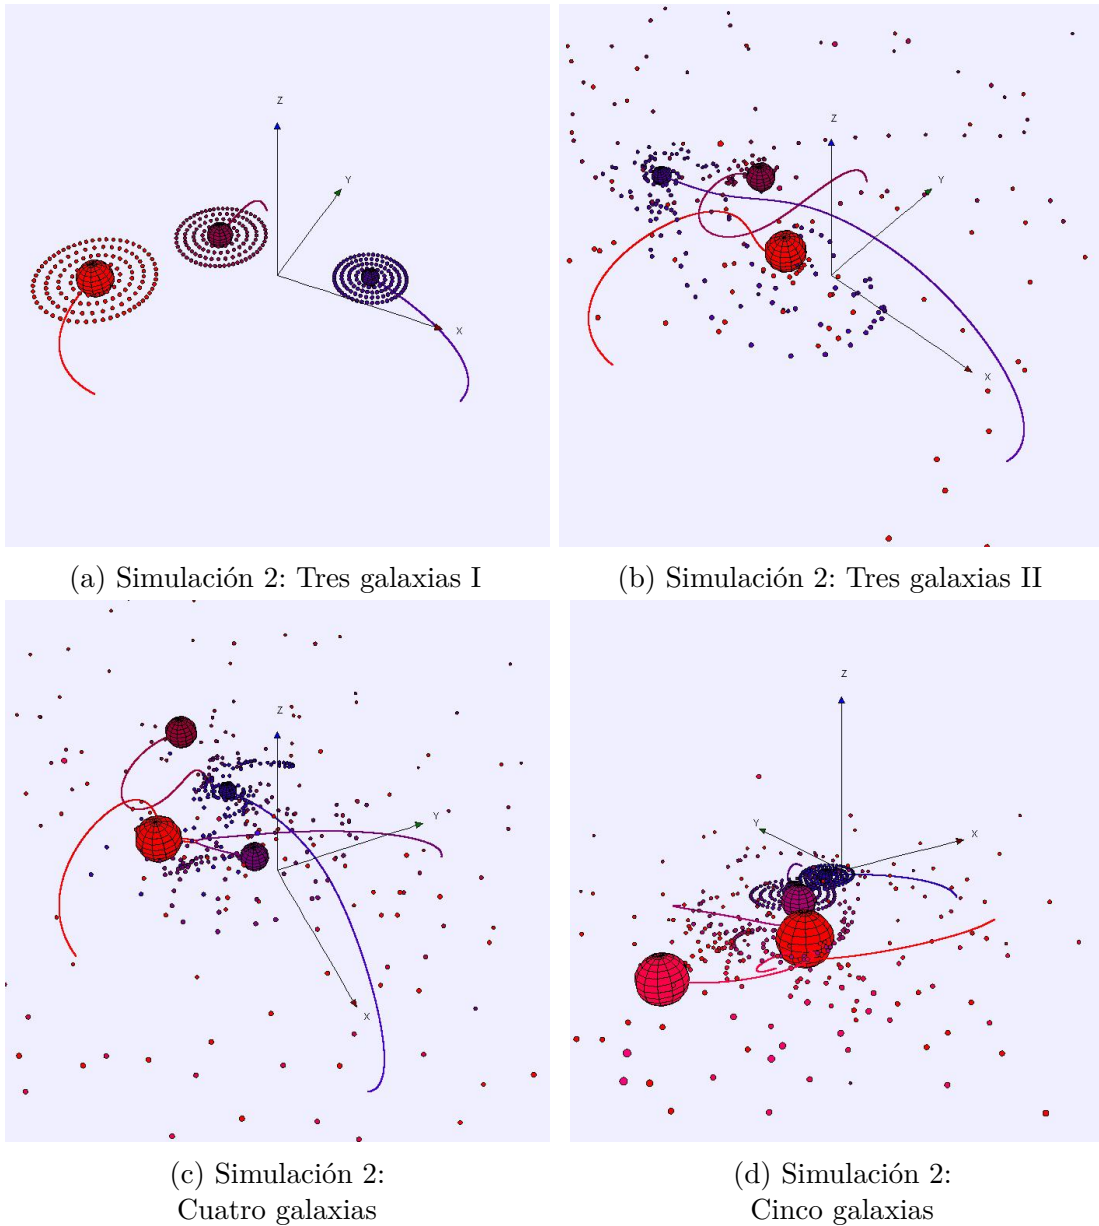 Z
Y
X
Z
Y
X
(a) Simulación 2: Tres galaxias I
(b) Simulación 2: Tres galaxias II
Z
Y
X
Z
Y
X
(c) Simulación 2:
Cuatro galaxias
(d) Simulación 2:
Cinco galaxias